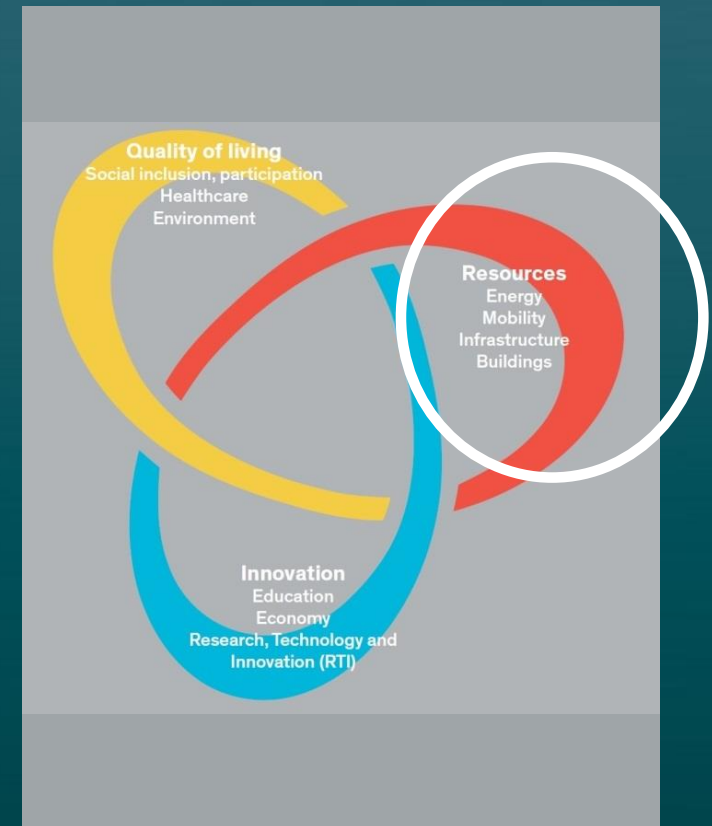 Quality of living
Social inclusion, participation
Healthcare
Environment
Resources
Energy
Mobility
Infrastructure
Buildings
Innovation
Education
Economy
Research, Technology and
Innovation (RTI)